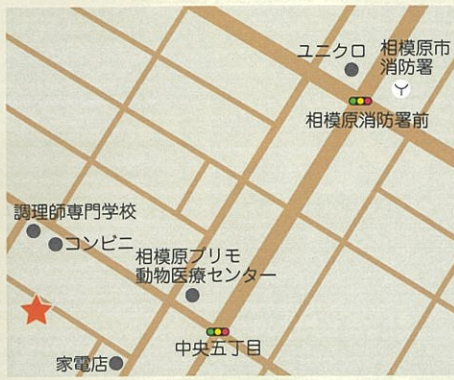 ユニクロ
相模原市
消防署
相模原消防署前
調理師専門学校
コンビニ
相模原プリモ
動物医療センター
中央五丁目
家電店